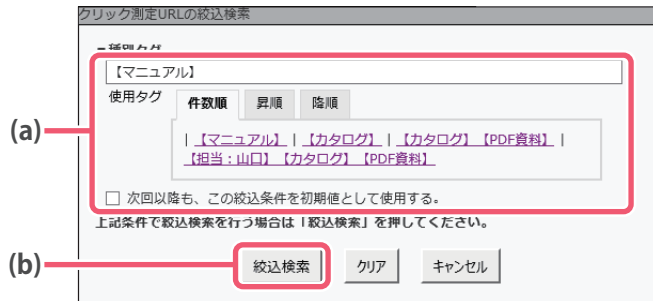 クリック測定URLの絞込検索
■種別タグ
【マニュアル】
使用タグ 件数順 昇順 降順
(a)
| 【マニュアル】 | 【カタログ】 | 【カタログ】【PDF資料】 |
【担当：山口】【カタログ】【PDF資料】
次回以降も、この絞込条件を初期値として使用する。
上記条件で絞込検索を行う場合は「絞込検索」を押してください。
(b) 絞込検索 クリア キャンセル